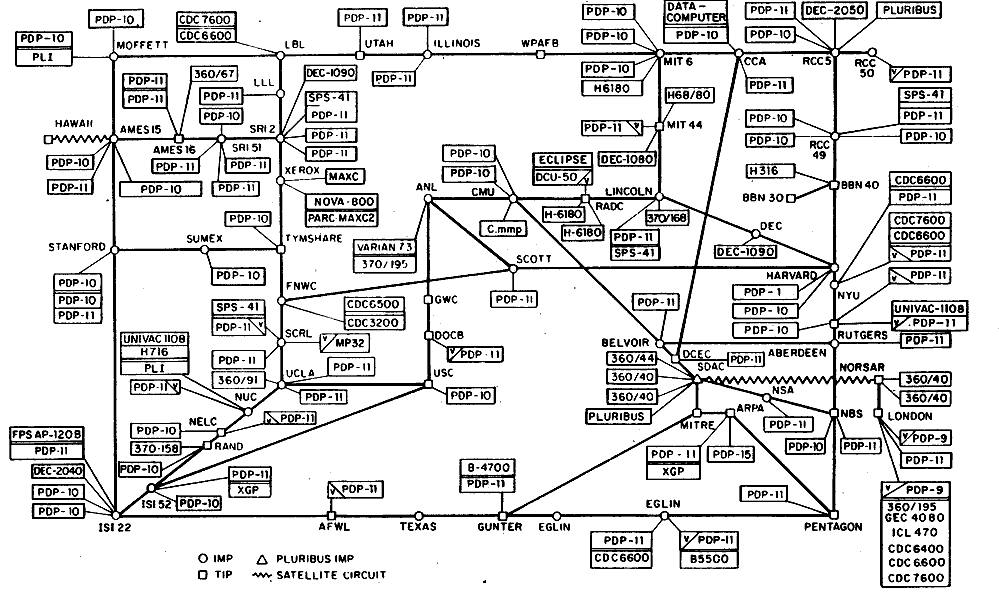 PDP-10
PDP-10
PLI
MOFFETT
CDC 7600
CDC6600
LBL
PDP-11
UTAH
PDP-11
ILLINOIS
PDP-11
WPAFB
PDP-10
PDP-10
DATA-
COMPUTER
PDP-10
MIT 6
PDP-10
H6180
CCA
PDP-11
PDP-11
PDP-10
DEC-2050
PLURIBUS
RCC 5
RCC
50
PDP-11
LLL
PDP-11
360/67
PDP-11
PDP-11
PDP-10
DEC-1090
SPS-41
PDP-11
PDP-11
PDP-11
H68/80
PDP-11
MIT 44
DEC-1080
SPS-41
PDP-11
PDP-10
PDP-10
PDP-10
RCC
49
HAWAII
AMES 15
AMES 16
SRI 2
SRI 51
PDP-11
PDP-11
PDP-11
PDP-10
PDP-11
PDP-10
XEROX
MAXC
NOVA-800
PARC-MAXC2
PDP-10
PDP-10
CMU
C.mmp
ANL
ECLIPSE
DCU-50
RADC
H-6180
H-6180
LINCOLN
370/168
PDP-11
SPS-41
H316
BBN 40
BBN 30
CDC6600
PDP-11
CDC7600
CDC6600
PDP-11
PDP-11
DEC
DEC-1090
STANFORD
SUMEX
PDP-10
TYMSHARE
PDP-10
PDP-10
PDP-10
PDP-11
VARIAN 73
370/195
SCOTT
PDP-11
HARVARD
PDP-1
PDP-10
PDP-10
NYU
FNWC
CDC6500
CDC3200
GWC
SPS-41
PDP-11
SCRL
MP32
DOCB
PDP-11
PDP-11
BELVOIR
UNIVAC-1108
PDP-11
RUTGERS
PDP-11
ABERDEEN
UNIVAC 1108
H716
PLI
PDP-11
PDP-11
360/91
UCLA
PDP-11
PDP-11
USC
PDP-10
360/44
360/40
360/40
PLURIBUS
DCEC
PDP-11
SDAC
NORSAR
360/40
360/40
NSA
PDP-11
NUC
NELC
PDP-11
PDP-10
370-158
RAND
PDP-10
MITRE
ARPA
PDP-11
XGP
PDP-15
NBS
PDP-10
PDP-11
LONDON
PDP-9
PDP-11
FPS AP-120B
PDP-11
DEC-2040
PDP-10
PDP-10
PDP-11
XGP
ISI 52
PDP-10
B-4700
PDP-11
PDP-11
PDP-11
PDP-9
360/195
GEC 4080
ICL 470
CDC6400
CDC6600
CDC7600
ISI 22
AFWL
TEXAS
GUNTER
EGLIN
EGLIN
PENTAGON
PDP-11
CDC6600
PDP-11
B5500
IMP
PLURIBUS IMP
TIP
SATELLITE CIRCUIT